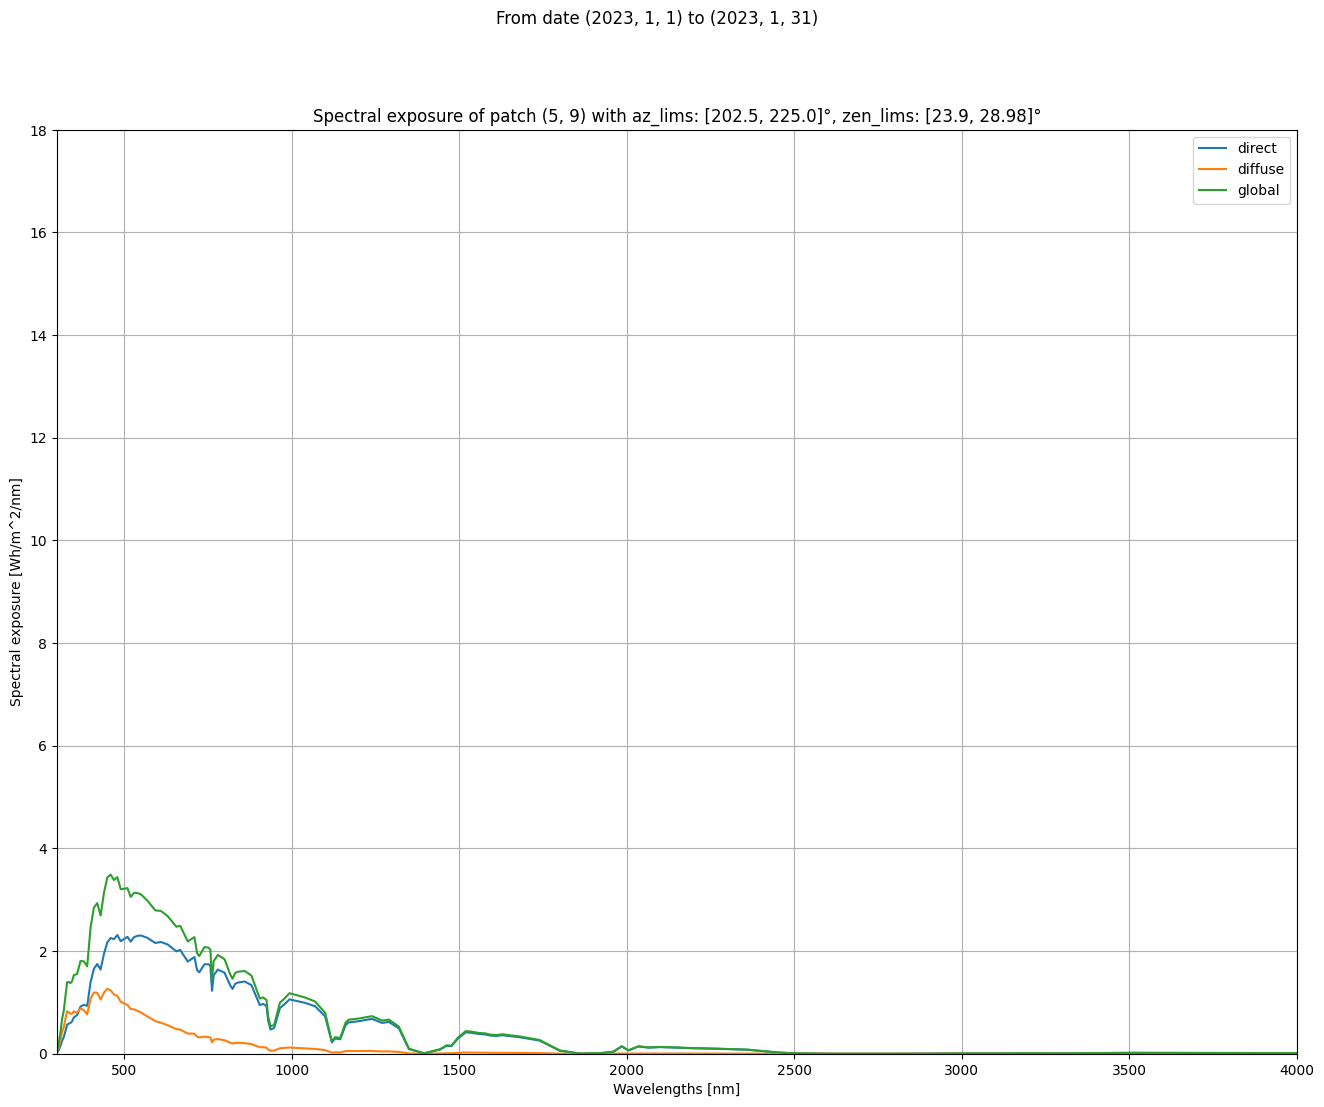 From date (2023, 1, 1) to (2023, 1, 31)
Spectral exposure of patch (5, 9) with az_lims: [202.5, 225.0]°, zen_lims: [23.9, 28.98]°
direct
diffuse
global
18
16
14
12
10
8
6
4
2
0
Spectral exposure [Wh/m^2/nm]
500 1000 1500 2000 2500 3000 3500 4000
Wavelengths [nm]